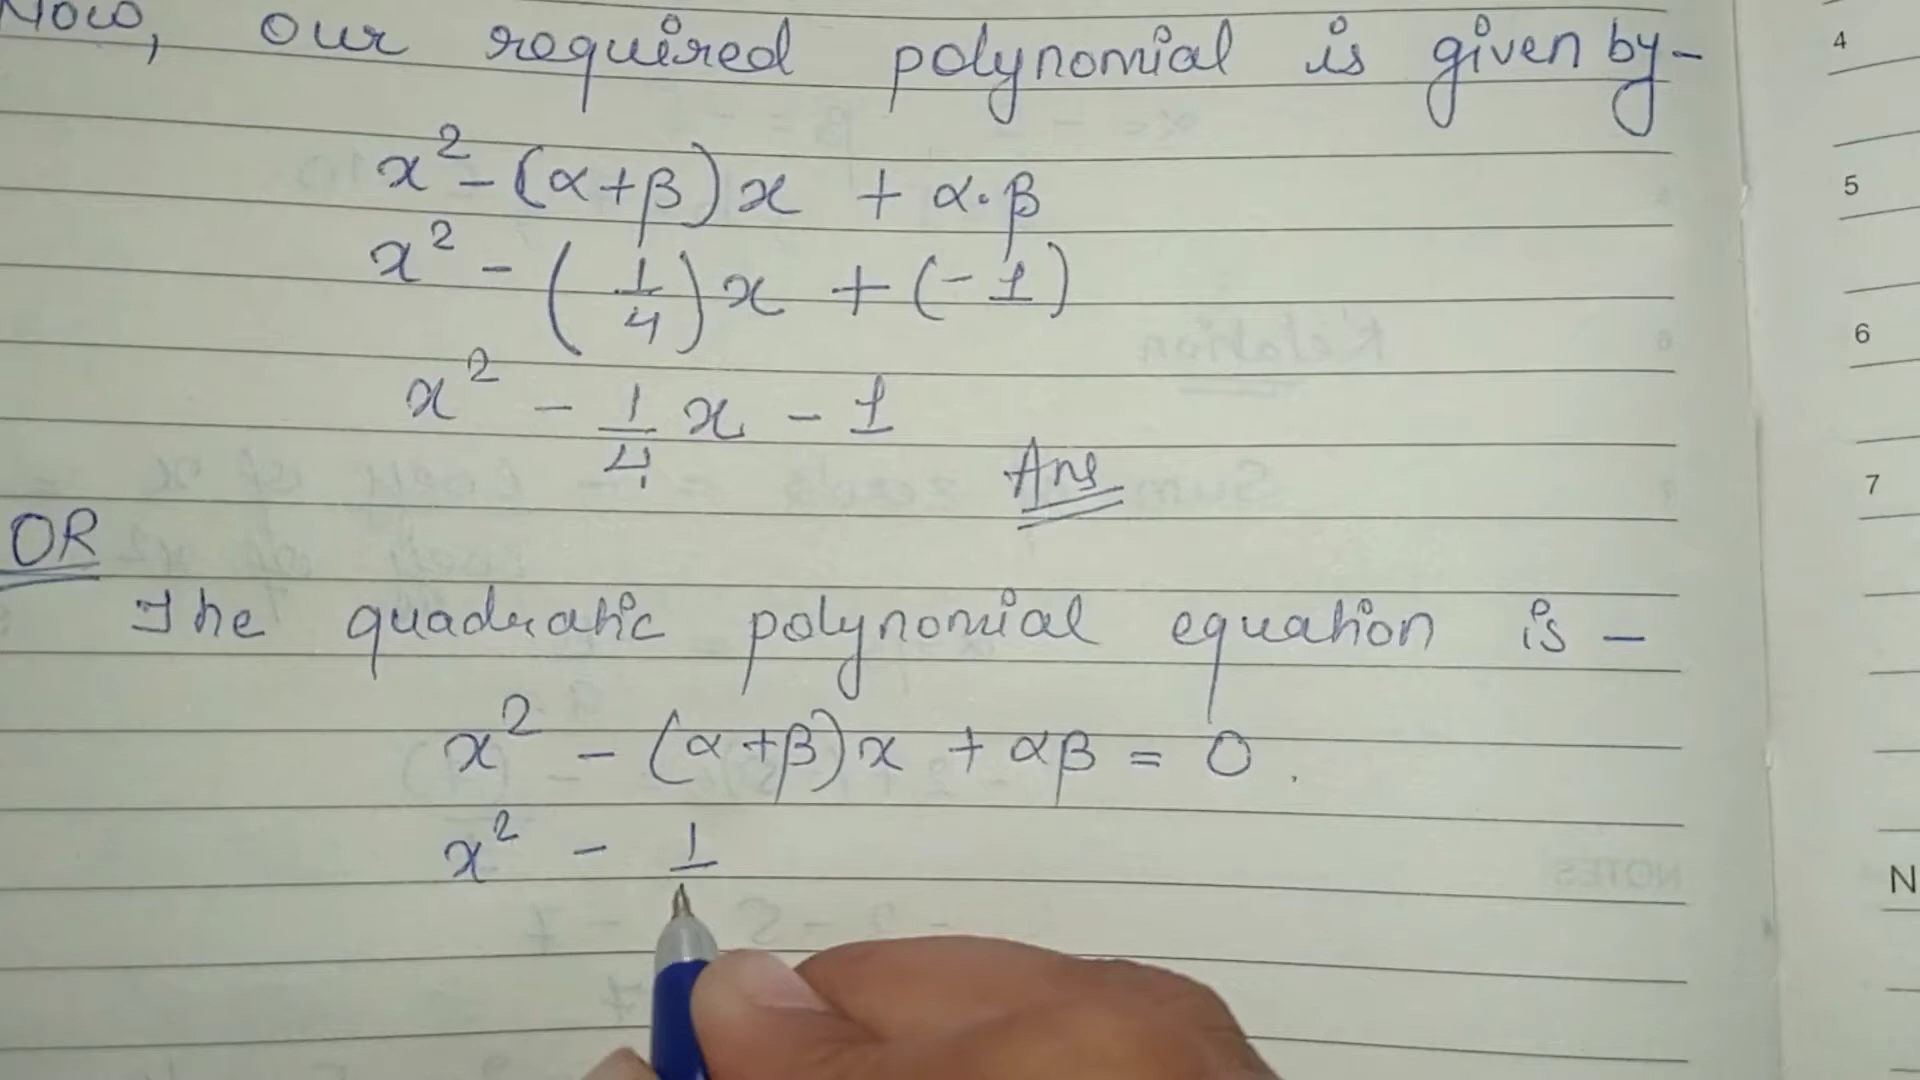 Now, our required polynomial is given by-
x² - (α+β)x + α.β
x² - (1/4)x + (-1)
x² - 1/4 x - 1
Ans
OR
The quadratic polynomial equation is -
x² - (α+β)x + αβ = 0.
x² - 1
4
5
6
7
N